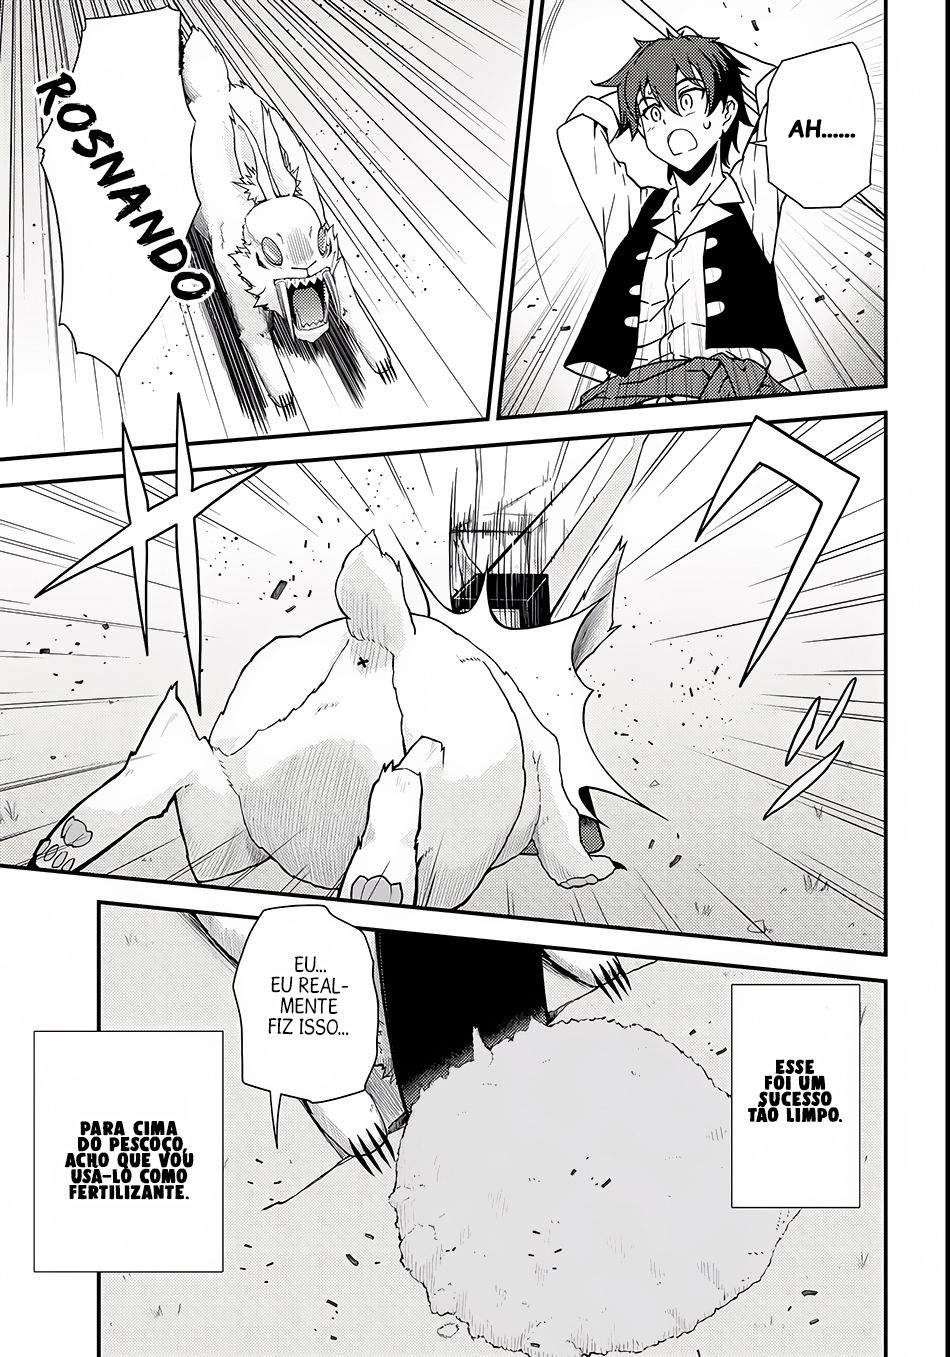 AH......
ROSNANDO
ESSE
FOI UM
SUCESSO
TÃO LIMPO.
EU...
EU REAL-
MENTE
FIZ ISSO...
PARA CIMA
DO PESCOÇO,
ACHO QUE VOU
USÁ-LO COMO
FERTILIZANTE.